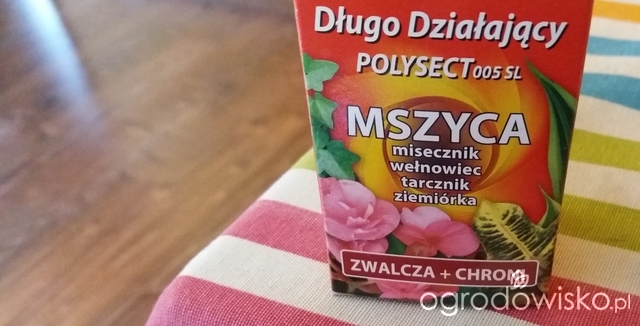 Długo Działający
POLYSECT 005 SL
MSZYCA
misecznik
wełnowiec
tarcznik
ziemiórka
ZWALCZA + CHRONI
ogrodowisko.pl